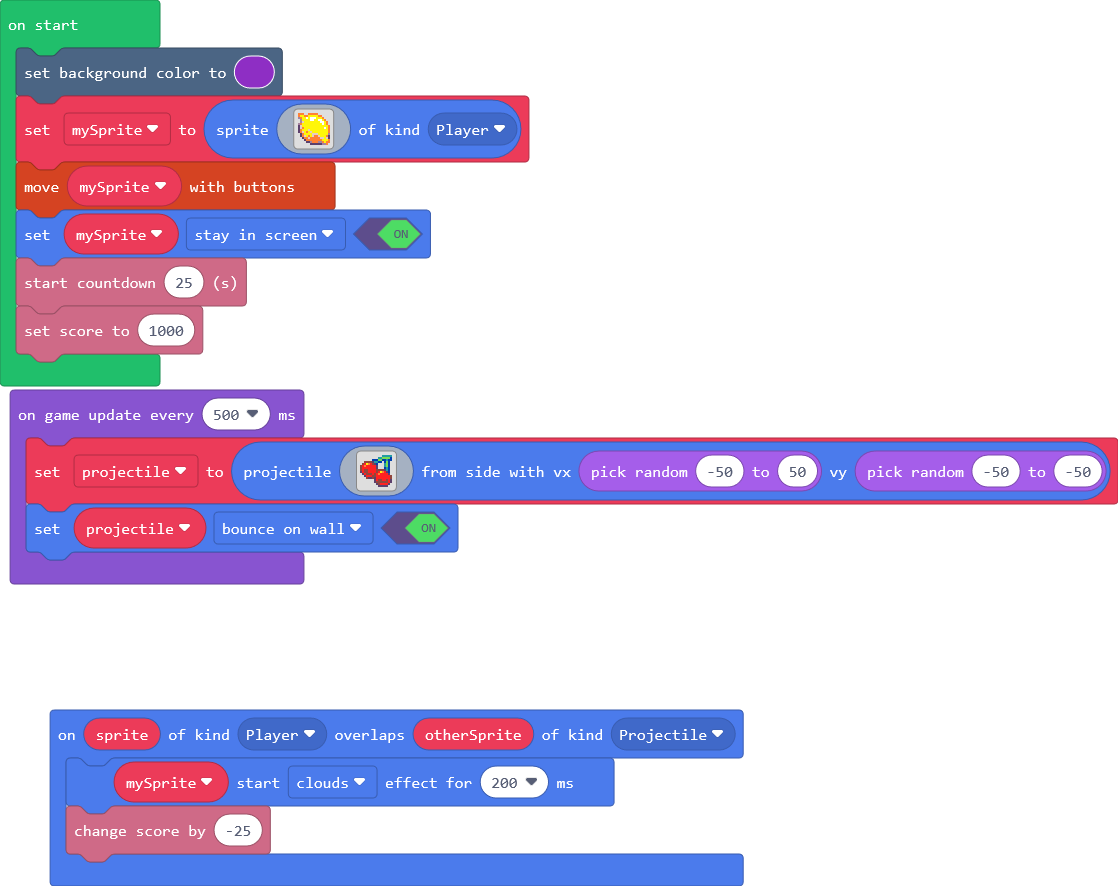 on start
set background color to
set mySprite to sprite of kind Player
move mySprite with buttons
set mySprite stay in screen ON
start countdown 25 (s)
set score to 1000
on game update every 500 ms
set projectile to projectile from side with vx pick random -50 to 50 vy pick random -50 to -50
set projectile bounce on wall ON
on sprite of kind Player overlaps otherSprite of kind Projectile
mySprite start clouds effect for 200 ms
change score by -25